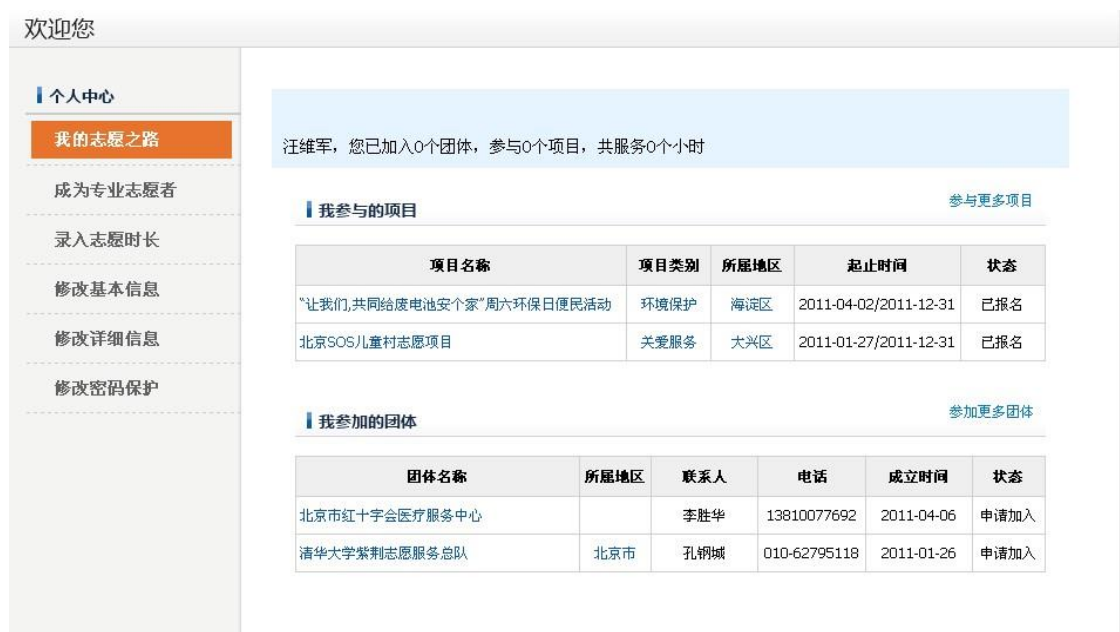 欢迎您
个人中心
我的志愿之路
成为专业志愿者
录入志愿时长
修改基本信息
修改详细信息
修改密码保护
汪维军，您已加入0个团体，参与0个项目，共服务0个小时
我参与的项目 参与更多项目
项目名称 项目类别 所属地区 起止时间 状态
“让我们,共同给废电池安个家”周六环保日便民活动 环境保护 海淀区 2011-04-02/2011-12-31 已报名
北京SOS儿童村志愿项目 关爱服务 大兴区 2011-01-27/2011-12-31 已报名
我参加的团体 参加更多团体
团体名称 所属地区 联系人 电话 成立时间 状态
北京市红十字会医疗服务中心 李胜华 13810077692 2011-04-06 申请加入
清华大学紫荆志愿服务总队 北京市 孔钢城 010-62795118 2011-01-26 申请加入